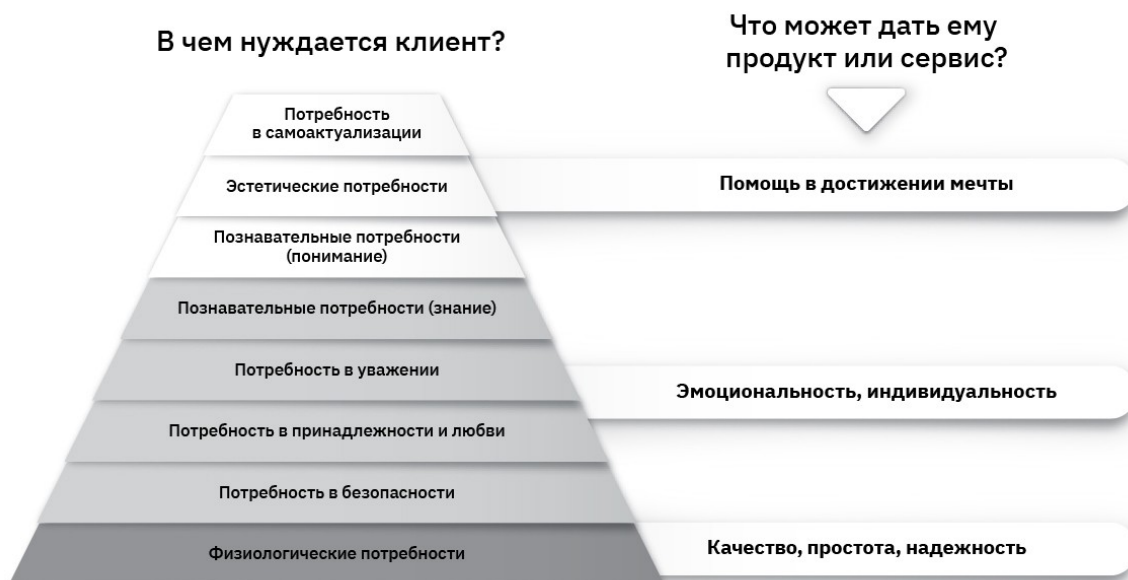 В чем нуждается клиент?
Что может дать ему
продукт или сервис?
Потребность
в самоактуализации
Эстетические потребности
Помощь в достижении мечты
Познавательные потребности
(понимание)
Познавательные потребности (знание)
Потребность в уважении
Эмоциональность, индивидуальность
Потребность в принадлежности и любви
Потребность в безопасности
Физиологические потребности
Качество, простота, надежность